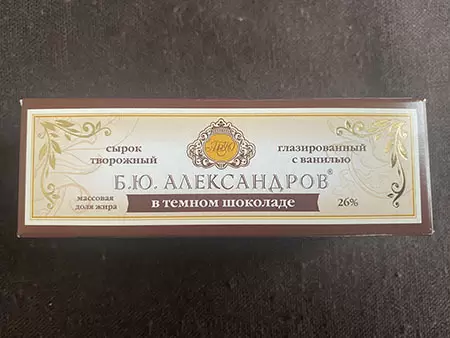 сырок
творожный
глазированный
с ванилью
Б.Ю. АЛЕКСАНДРОВ®
массовая
доля жира
в темном шоколаде
26%